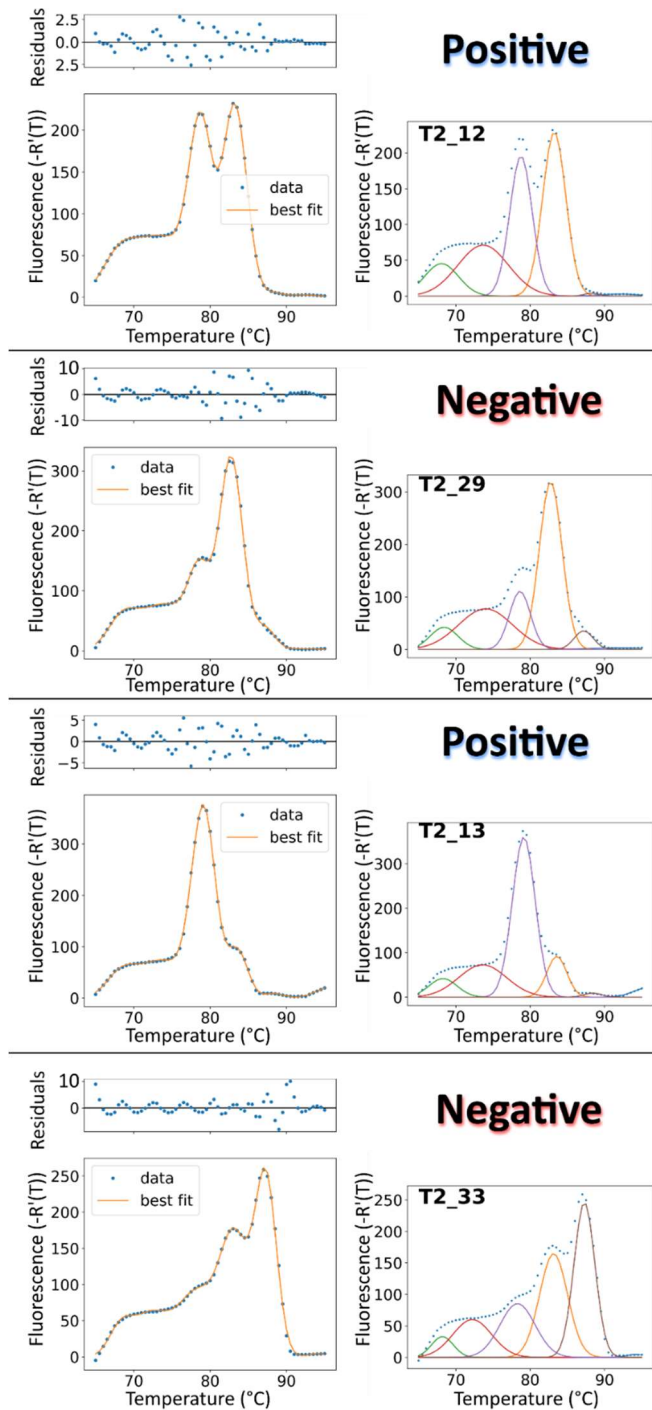 Positive
Residuals
2.5
0.0
2.5
Fluorescence (-R'(T))
200
150
100
50
0
data
best fit
70 80 90
Temperature (°C)
T2_12
Fluorescence (-R'(T))
200
150
100
50
0
70 80 90
Temperature (°C)
Negative
Residuals
10
0
-10
Fluorescence (-R'(T))
300
200
100
0
data
best fit
70 80 90
Temperature (°C)
T2_29
Fluorescence (-R'(T))
300
200
100
0
70 80 90
Temperature (°C)
Positive
Residuals
5
0
−5
Fluorescence (-R'(T))
300
200
100
0
data
best fit
70 80 90
Temperature (°C)
T2_13
Fluorescence (-R'(T))
300
200
100
0
70 80 90
Temperature (°C)
Negative
Residuals
10
0
Fluorescence (-R'(T))
250
200
150
100
50
0
data
best fit
70 80 90
Temperature (°C)
T2_33
Fluorescence (-R'(T))
250
200
150
100
50
0
70 80 90
Temperature (°C)